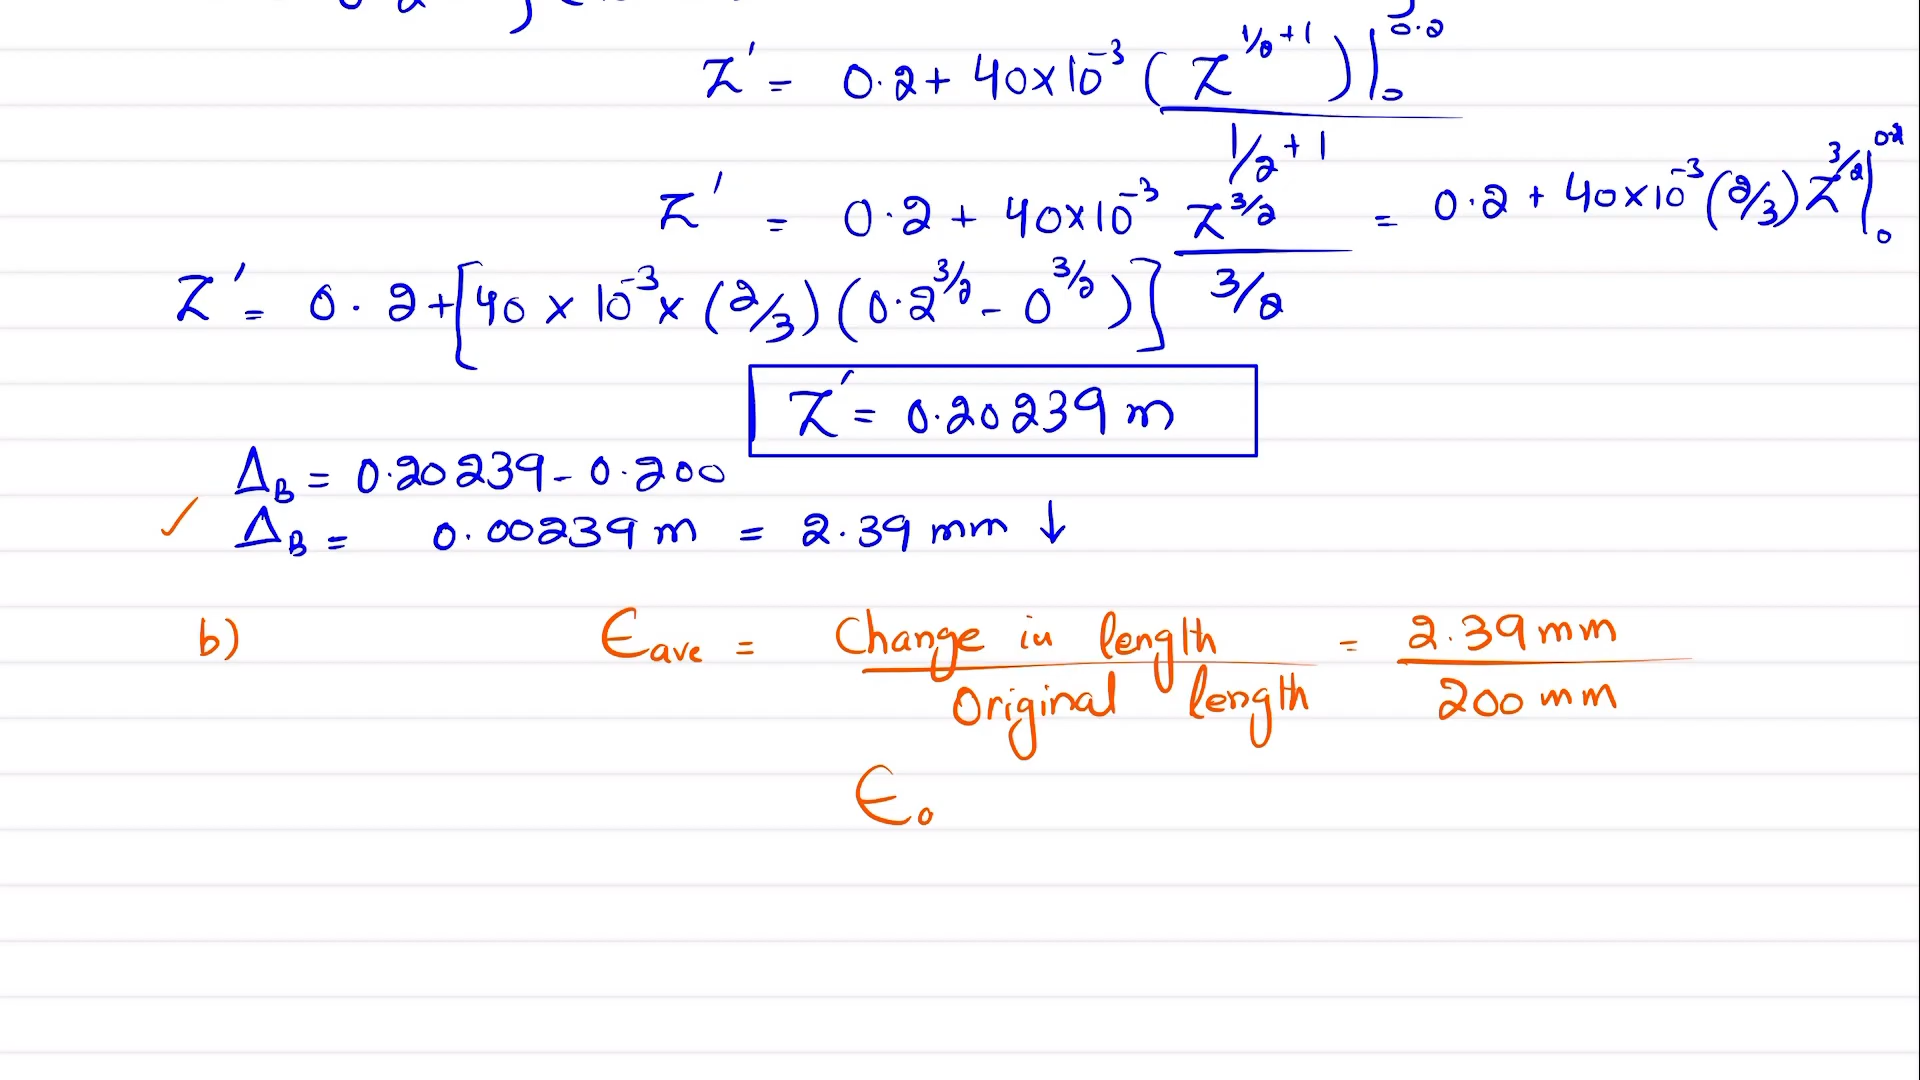 Z' = 0.2 + 40×10⁻³ (Z^(1/2+1))|₀^0.2 / (1/2 + 1)
Z' = 0.2 + 40×10⁻³ Z^(3/2) / (3/2) = 0.2 + 40×10⁻³ (2/3) Z^(3/2)|₀^0.2
Z' = 0.2 + [40 × 10⁻³ × (2/3) (0.2^(3/2) - 0^(3/2))]
Z' = 0.20239 m
Δ_B = 0.20239 - 0.200
✓ Δ_B = 0.00239 m = 2.39 mm ↓
b) ϵ_ave = Change in length / Original length = 2.39 mm / 200 mm
ϵ₀